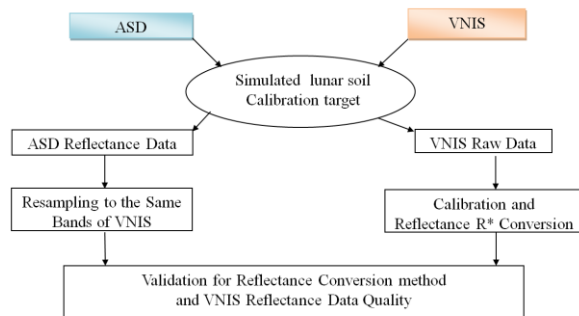 ASD
VNIS
Simulated lunar soil
Calibration target
ASD Reflectance Data
VNIS Raw Data
Resampling to the Same
Bands of VNIS
Calibration and
Reflectance R* Conversion
Validation for Reflectance Conversion method
and VNIS Reflectance Data Quality